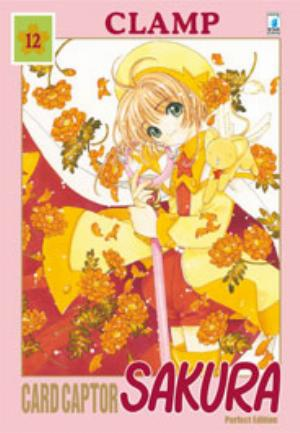 12
CLAMP
CARD CAPTOR SAKURA
Perfect Edition